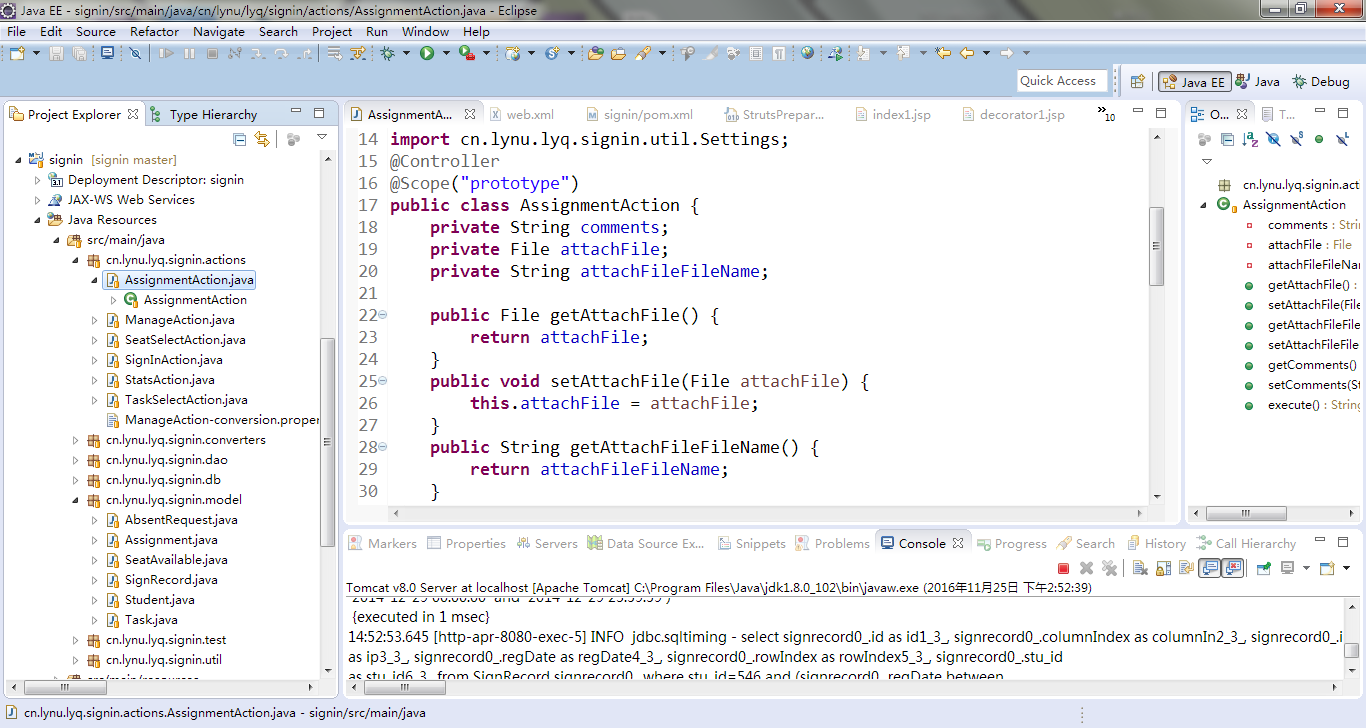 Java EE - signin/src/main/java/cn/lynu/lyq/signin/actions/AssignmentAction.java - Eclipse
File Edit Source Refactor Navigate Search Project Run Window Help
Quick Access
Java EE Java Debug
Project Explorer Type Hierarchy
signin [signin master]
Deployment Descriptor: signin
JAX-WS Web Services
Java Resources
src/main/java
cn.lynu.lyq.signin.actions
AssignmentAction.java
AssignmentAction
ManageAction.java
SeatSelectAction.java
SignInAction.java
StatsAction.java
TaskSelectAction.java
ManageAction-conversion.proper
cn.lynu.lyq.signin.converters
cn.lynu.lyq.signin.dao
cn.lynu.lyq.signin.db
cn.lynu.lyq.signin.model
AbsentRequest.java
Assignment.java
SeatAvailable.java
SignRecord.java
Student.java
Task.java
cn.lynu.lyq.signin.test
cn.lynu.lyq.signin.util
AssignmentA... web.xml signin/pom.xml StrutsPrepar... index1.jsp decorator1.jsp »10
14 import cn.lynu.lyq.signin.util.Settings;
15 @Controller
16 @Scope("prototype")
17 public class AssignmentAction {
18 private String comments;
19 private File attachFile;
20 private String attachFileFileName;
21
22 public File getAttachFile() {
23 return attachFile;
24 }
25 public void setAttachFile(File attachFile) {
26 this.attachFile = attachFile;
27 }
28 public String getAttachFileFileName() {
29 return attachFileFileName;
30 }
O... T...
cn.lynu.lyq.signin.act
AssignmentAction
comments : Strin
attachFile : File
attachFileFileNar
getAttachFile() :
setAttachFile(File
getAttachFileFile
setAttachFileFile
getComments()
setComments(St
execute() : String
Markers Properties Servers Data Source Ex... Snippets Problems Console Progress Search History Call Hierarchy
Tomcat v8.0 Server at localhost [Apache Tomcat] C:\Program Files\Java\jdk1.8.0_102\bin\javaw.exe (2016年11月25日 下午2:52:39)
{executed in 1 msec}
14:52:53.645 [http-apr-8080-exec-5] INFO jdbc.sqltiming - select signrecord0_.id as id1_3_, signrecord0_.columnIndex as columnIn2_3_, signrecord0_.i
as ip3_3_, signrecord0_.regDate as regDate4_3_, signrecord0_.rowIndex as rowIndex5_3_, signrecord0_.stu_id
as stu_id6_3_ from SignRecord signrecord0_ where stu_id=546 and (signrecord0_.regDate between
cn.lynu.lyq.signin.actions.AssignmentAction.java - signin/src/main/java